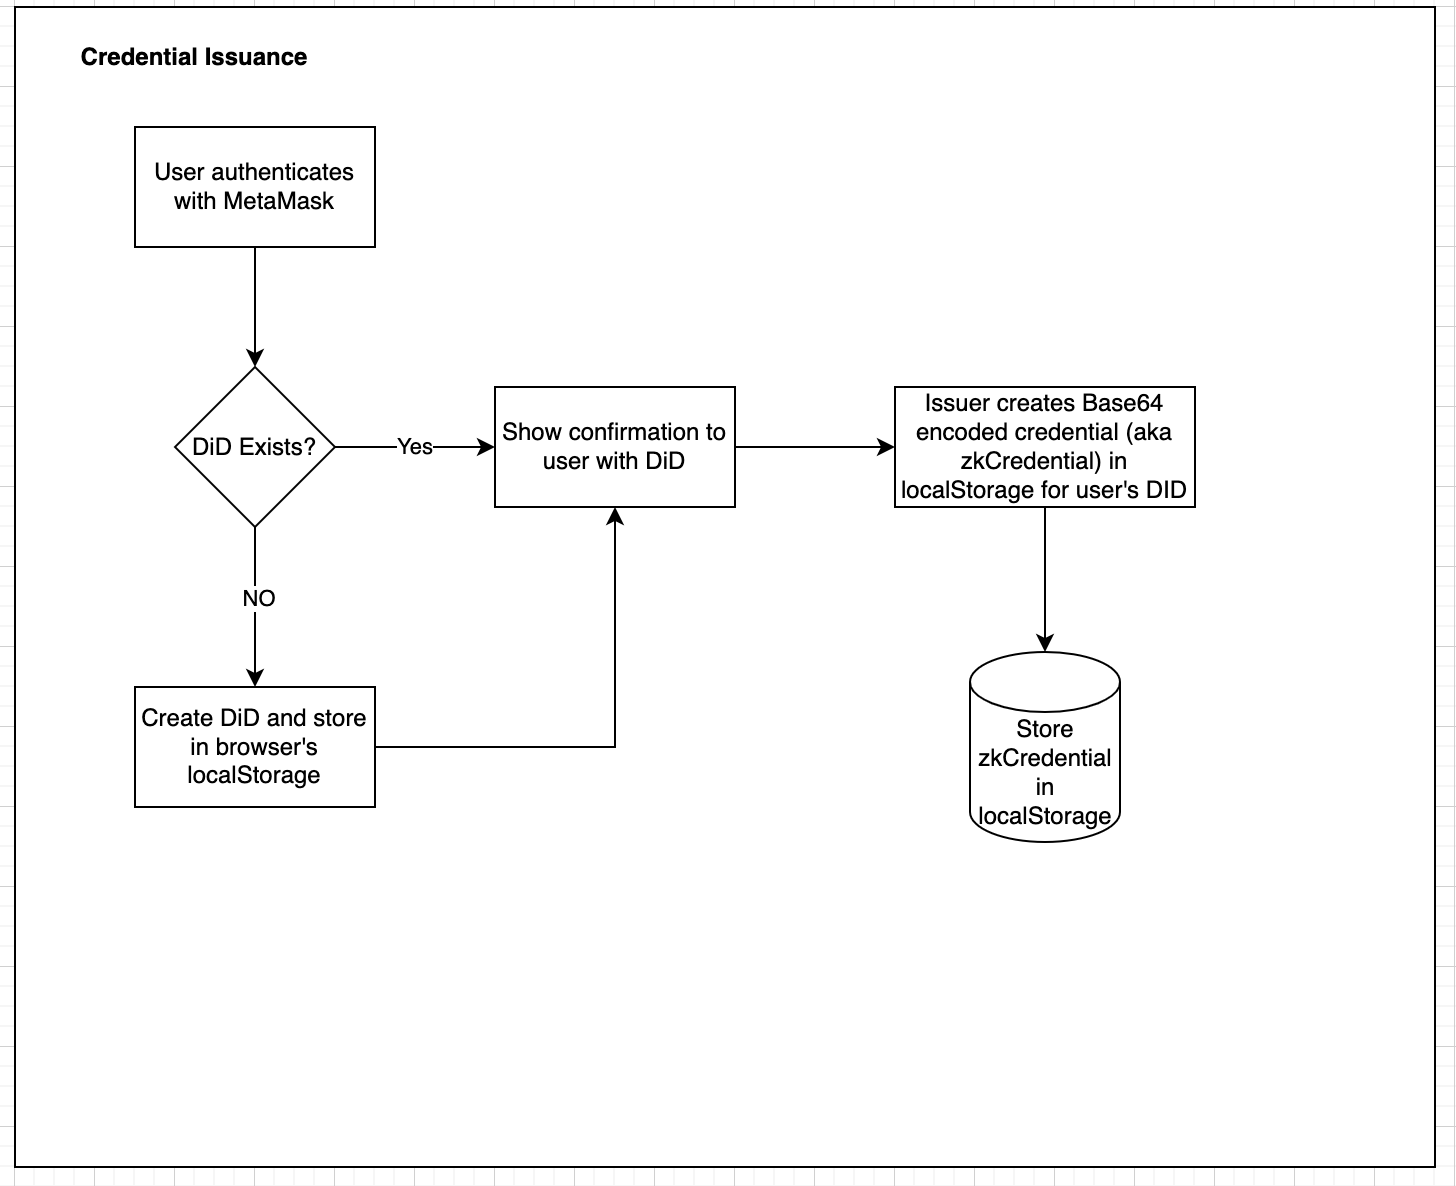 Credential Issuance
User authenticates
with MetaMask
DiD Exists?
Yes
Show confirmation to
user with DiD
Issuer creates Base64
encoded credential (aka
zkCredential) in
localStorage for user's DID
NO
Create DiD and store
in browser's
localStorage
Store
zkCredential
in
localStorage